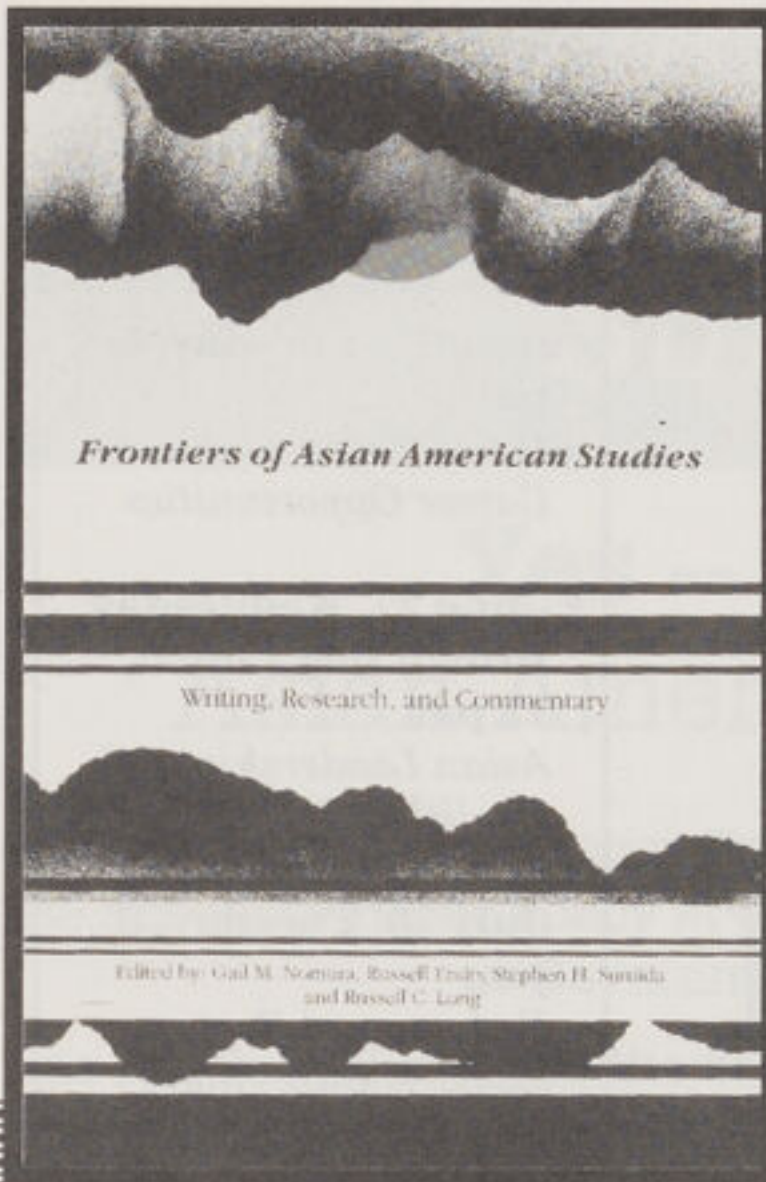 Frontiers of Asian American Studies
Writing, Research, and Commentary
Edited by: Gail M. Nomura, Russell Endo, Stephen H. Sumida
and Russell C. Leong